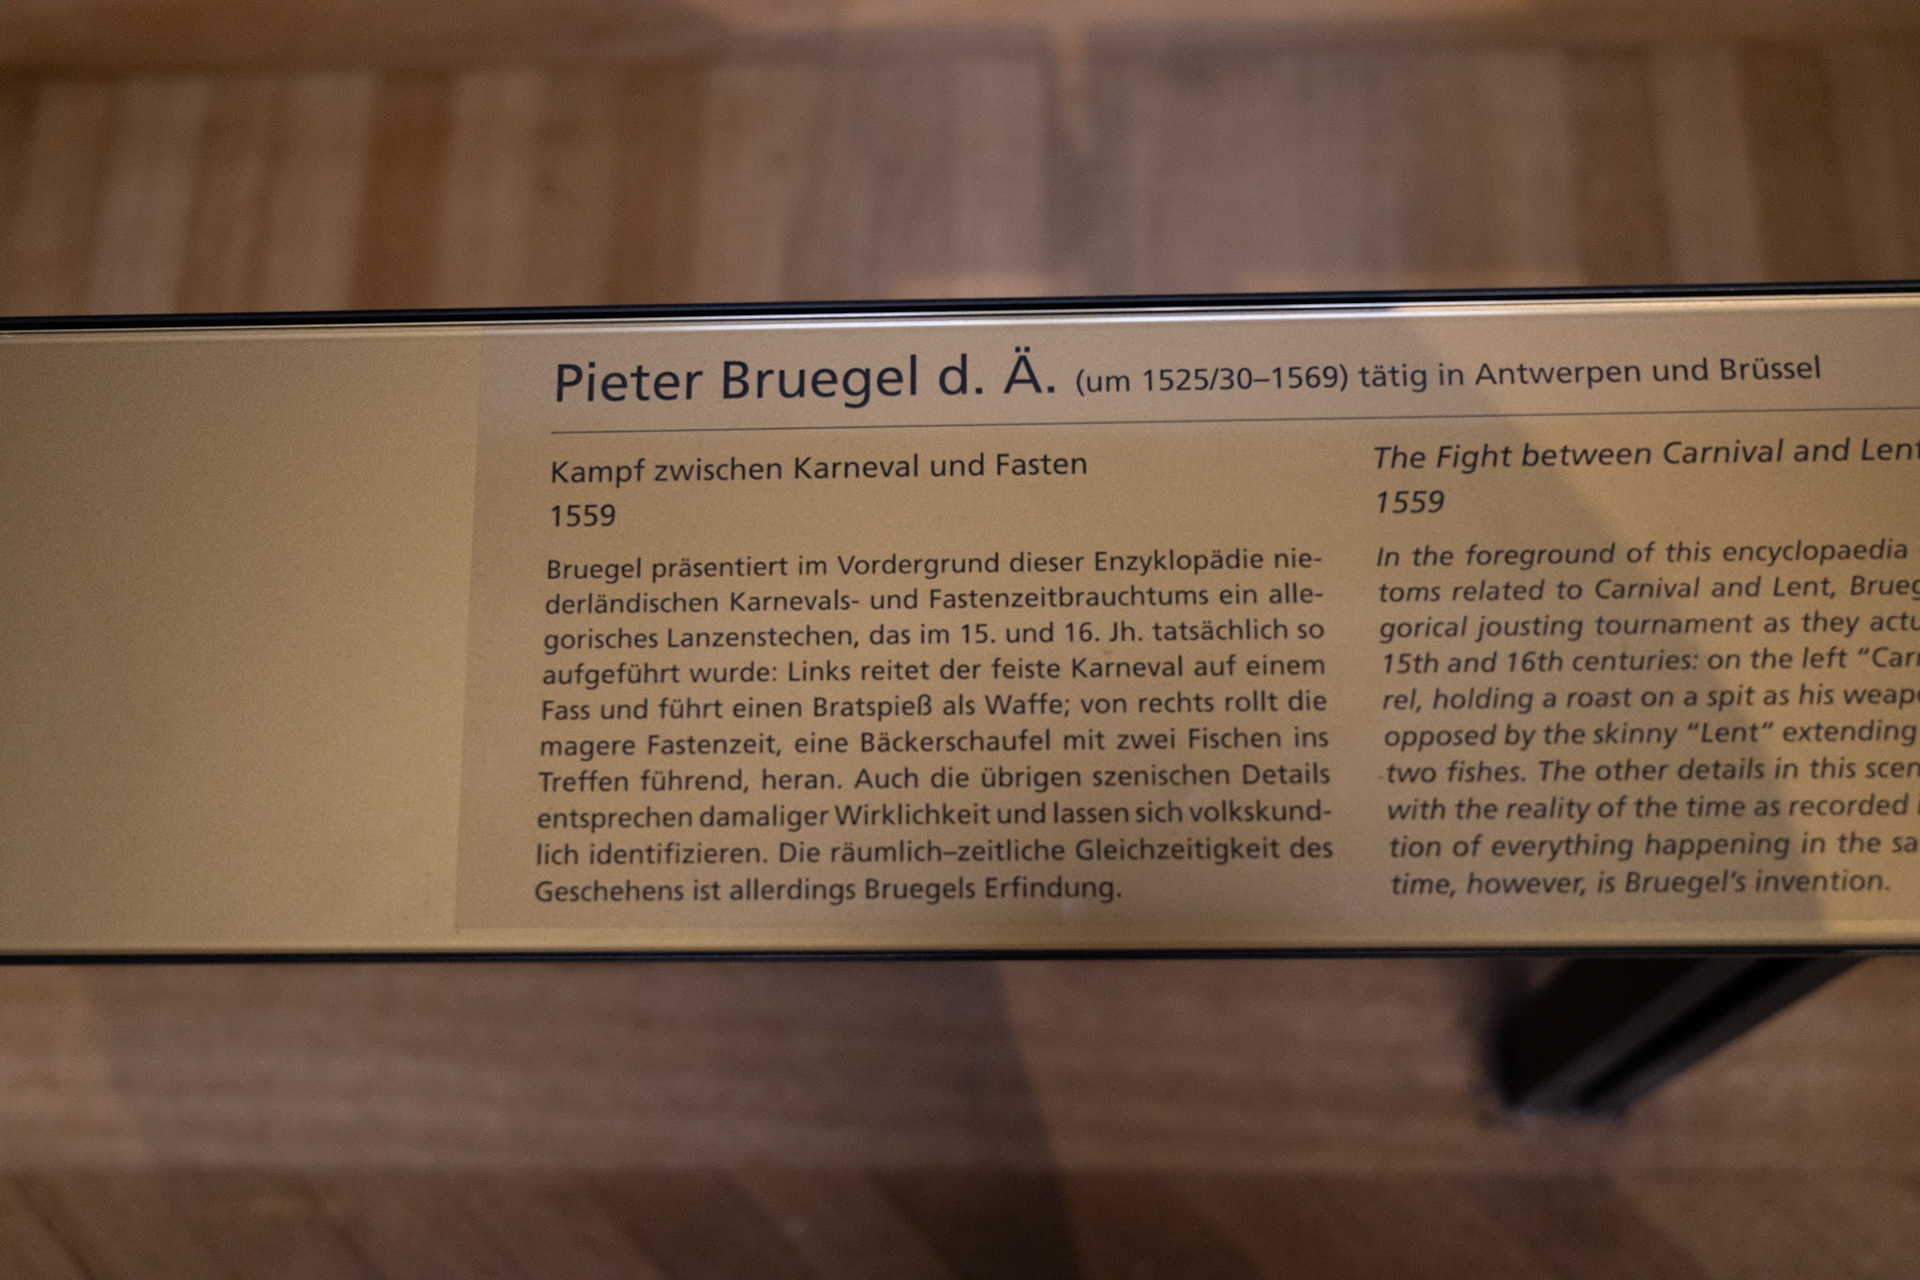 Pieter Bruegel d. Ä. (um 1525/30–1569) tätig in Antwerpen und Brüssel
Kampf zwischen Karneval und Fasten
1559
Bruegel präsentiert im Vordergrund dieser Enzyklopädie nie-
derländischen Karnevals- und Fastenzeitbrauchtums ein alle-
gorisches Lanzenstechen, das im 15. und 16. Jh. tatsächlich so
aufgeführt wurde: Links reitet der feiste Karneval auf einem
Fass und führt einen Bratspieß als Waffe; von rechts rollt die
magere Fastenzeit, eine Bäckerschaufel mit zwei Fischen ins
Treffen führend, heran. Auch die übrigen szenischen Details
entsprechen damaliger Wirklichkeit und lassen sich volkskund-
lich identifizieren. Die räumlich–zeitliche Gleichzeitigkeit des
Geschehens ist allerdings Bruegels Erfindung.
The Fight between Carnival and Lent
1559
In the foreground of this encyclopaedia
toms related to Carnival and Lent, Brueg
gorical jousting tournament as they actu
15th and 16th centuries: on the left “Carn
rel, holding a roast on a spit as his weapo
opposed by the skinny “Lent“ extending
two fishes. The other details in this scen
with the reality of the time as recorded
tion of everything happening in the sa
time, however, is Bruegel’s invention.